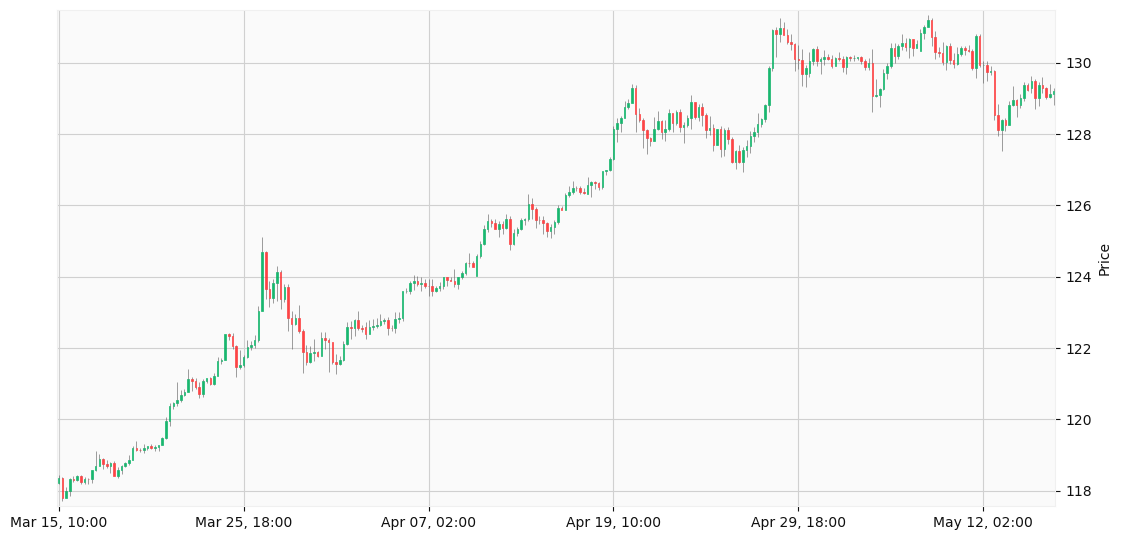 130
128
126
124
122
120
118
Price
Mar 15, 10:00
Mar 25, 18:00
Apr 07, 02:00
Apr 19, 10:00
Apr 29, 18:00
May 12, 02:00